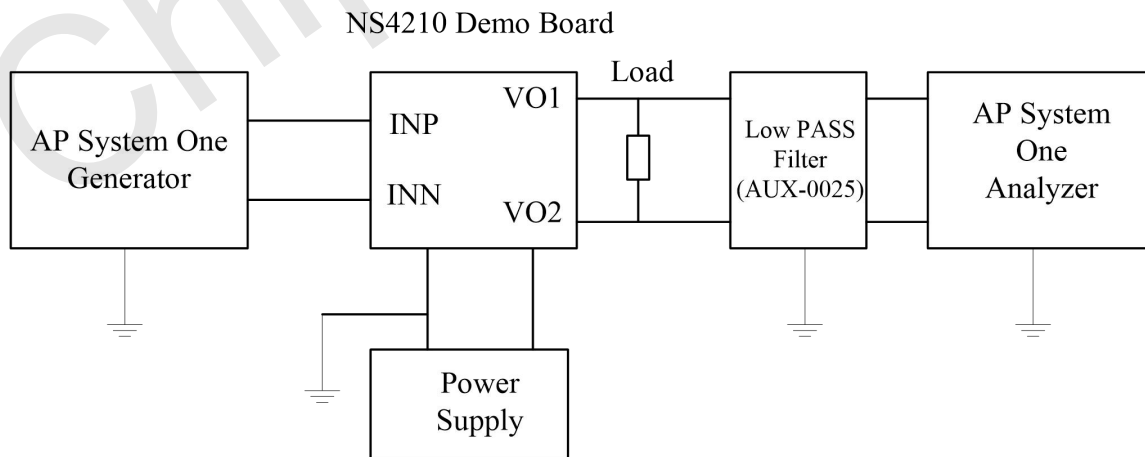 NS4210 Demo Board
AP System One
Generator
INP
INN
VO1
VO2
Load
Low PASS
Filter
(AUX-0025)
AP System
One
Analyzer
Power
Supply